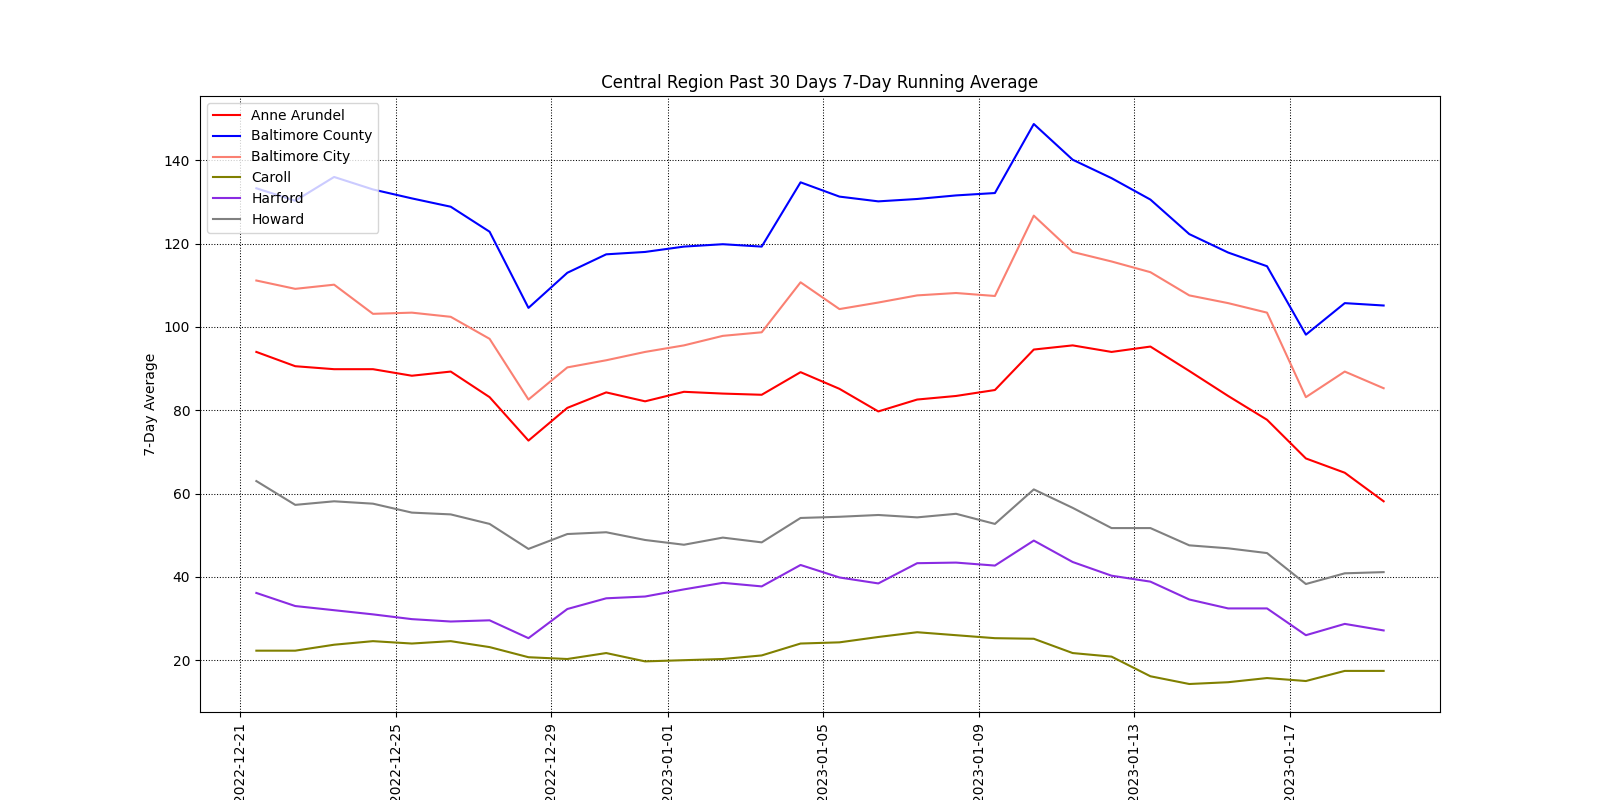 Central Region Past 30 Days 7-Day Running Average
Anne Arundel
Baltimore County
Baltimore City
Caroll
Harford
Howard
7-Day Average
140
120
100
80
60
40
20
2022-12-21
2022-12-25
2022-12-29
2023-01-01
2023-01-05
2023-01-09
2023-01-13
2023-01-17